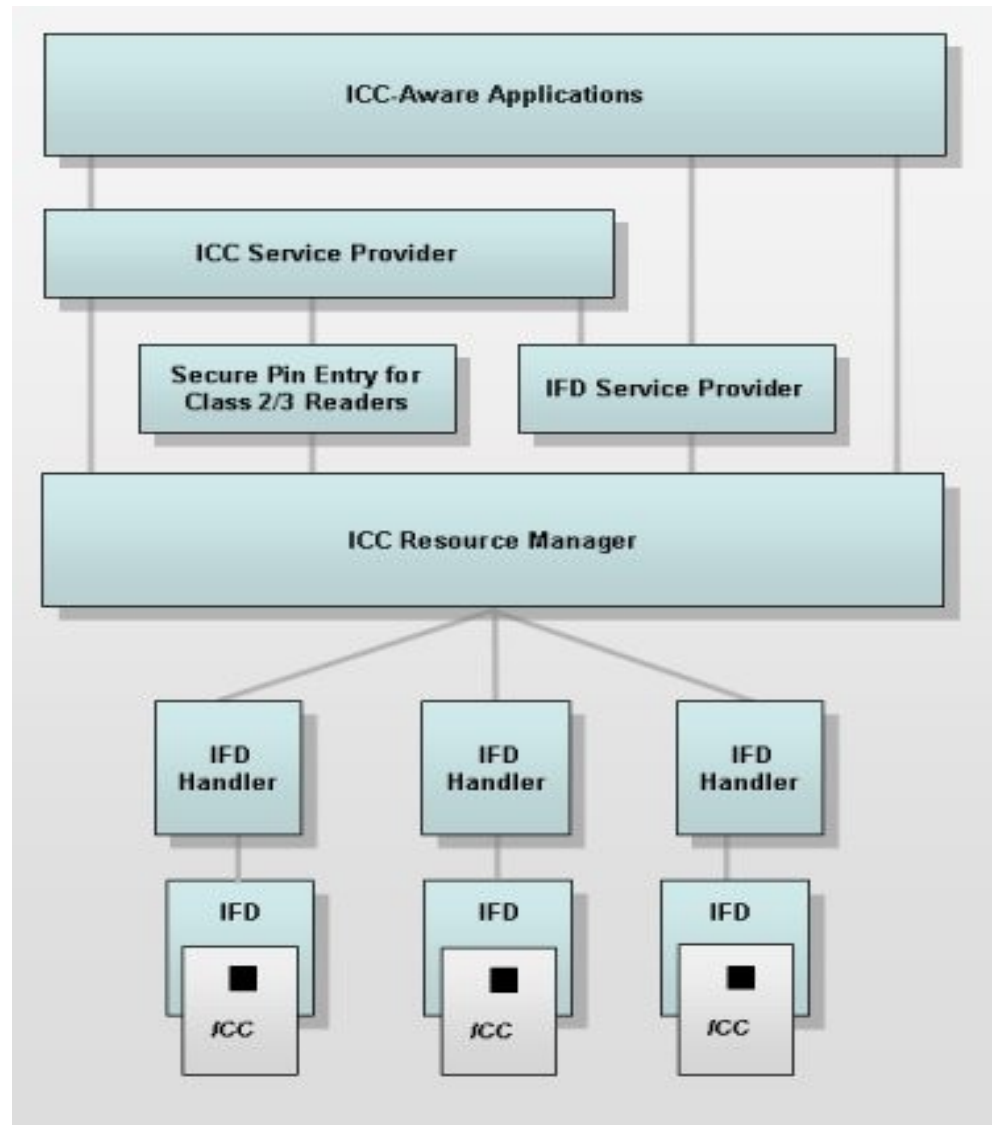 ICC-Aware Applications
ICC Service Provider
Secure Pin Entry for
Class 2/3 Readers
IFD Service Provider
ICC Resource Manager
IFD
Handler
IFD
Handler
IFD
Handler
IFD
IFD
IFD
ICC
ICC
ICC